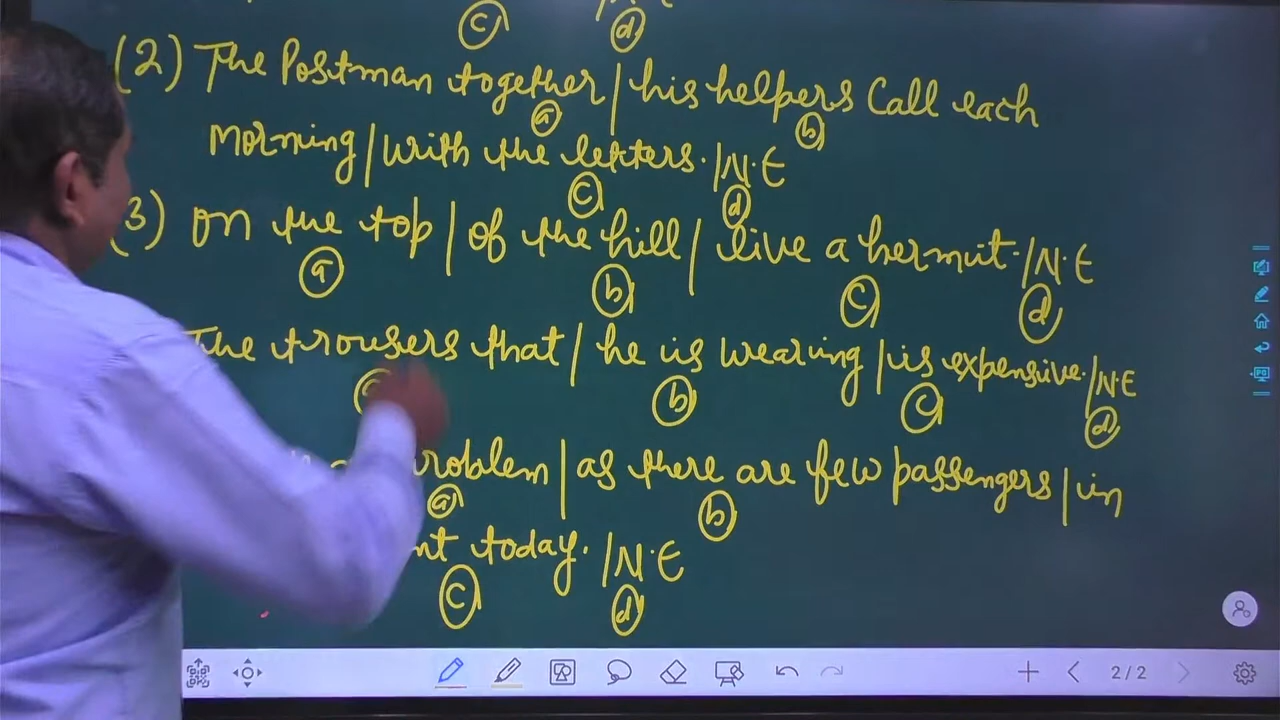 (c) (d)
(2) The Postman together / his helpers Call each
(a) (b)
Morning / with the letters. / N.E
(c) (d)
(3) on the top / of the hill / live a hermit. / N.E
(a) (b) (c) (d)
The trousers that / he is wearing / is expensive. / N.E
(b) (c) (d)
problem / as there are few passengers / in
(a) (b)
today. / N.E
(c) (d)
2/2